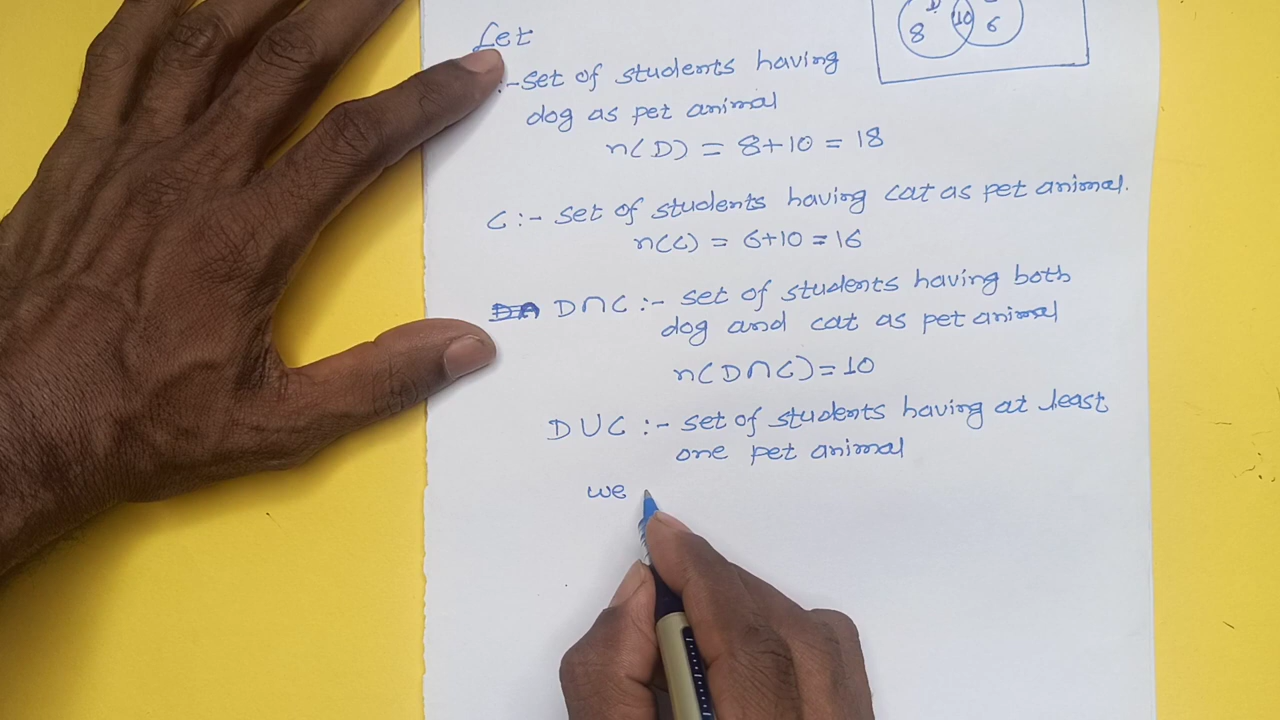 8 10 6
Let
:- set of students having
dog as pet animal
n(D) = 8+10 = 18
C :- set of students having cat as pet animal.
n(C) = 6+10 = 16
D∩C :- set of students having both
dog and cat as pet animal
n(D∩C) = 10
D∪C :- set of students having at least
one pet animal
we